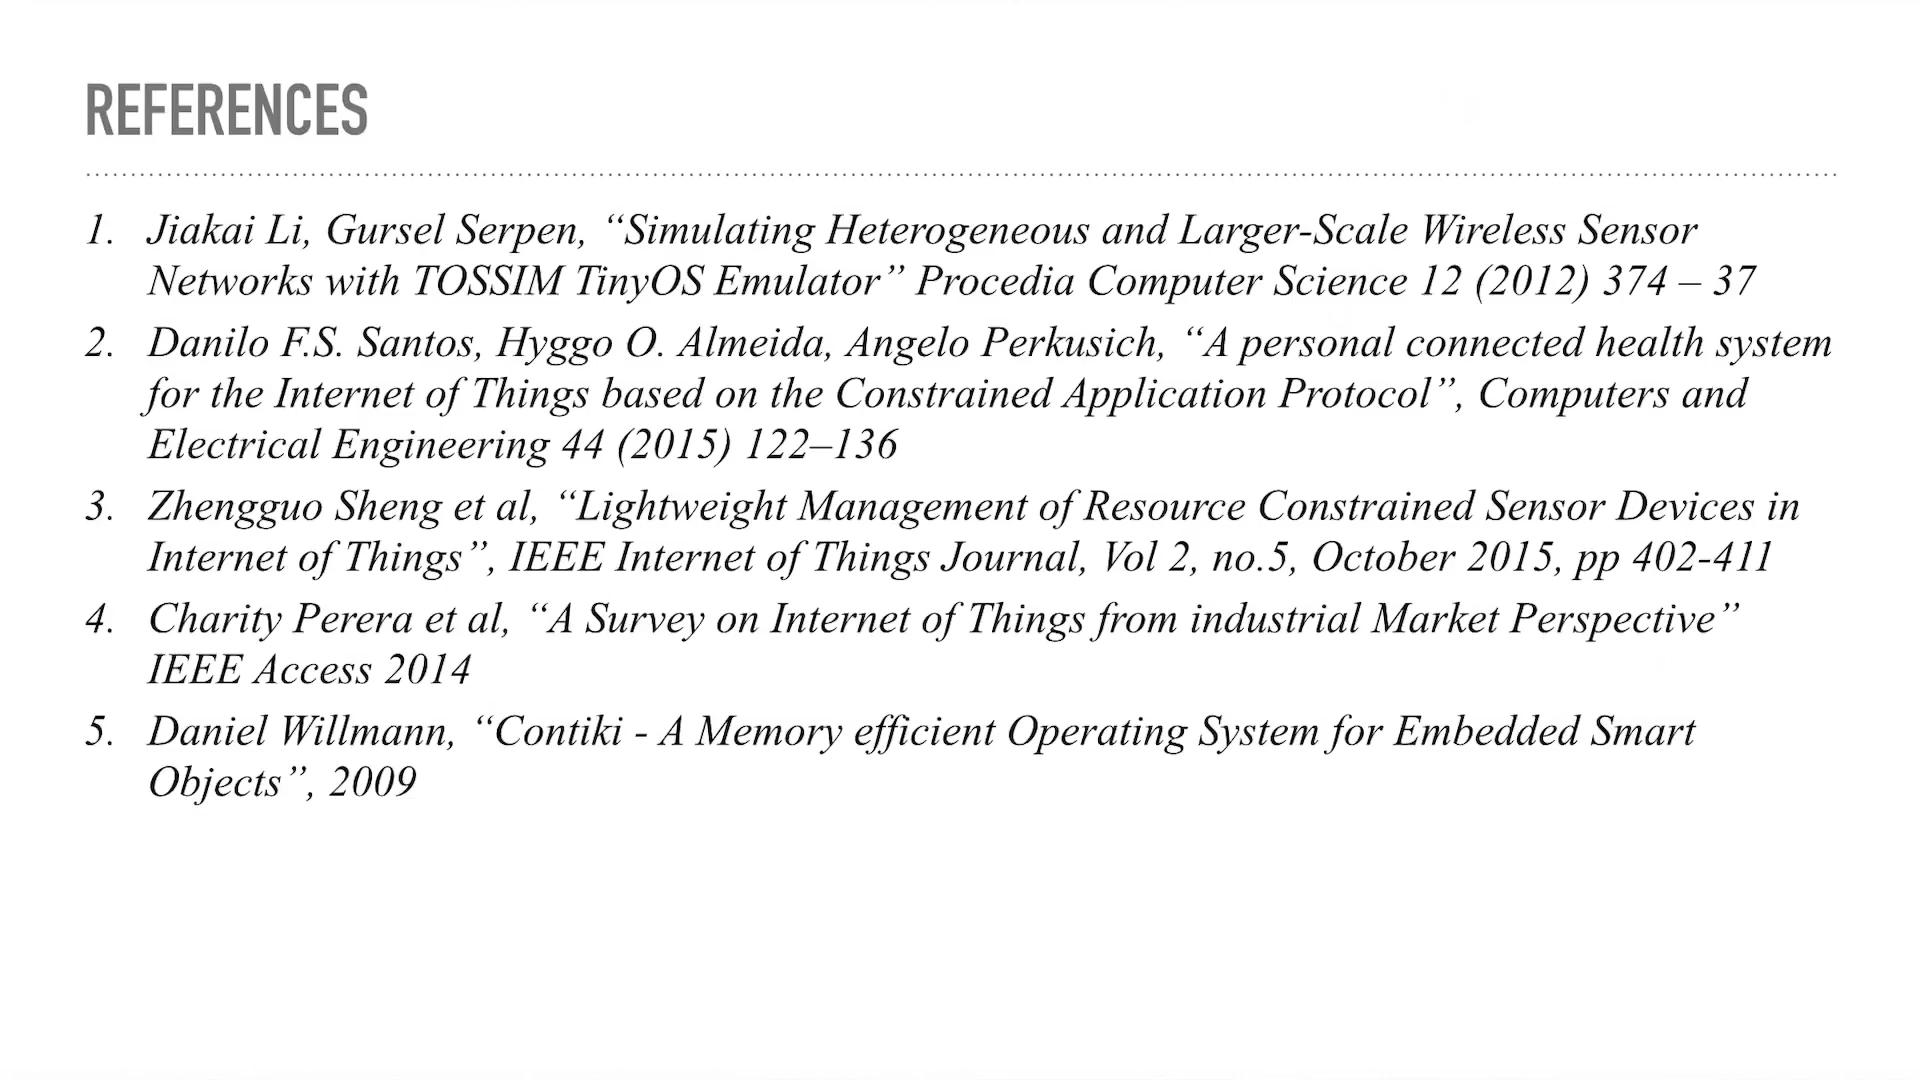 REFERENCES
1. Jiakai Li, Gursel Serpen, “Simulating Heterogeneous and Larger-Scale Wireless Sensor
Networks with TOSSIM TinyOS Emulator” Procedia Computer Science 12 (2012) 374 – 37
2. Danilo F.S. Santos, Hyggo O. Almeida, Angelo Perkusich, “A personal connected health system
for the Internet of Things based on the Constrained Application Protocol”, Computers and
Electrical Engineering 44 (2015) 122–136
3. Zhengguo Sheng et al, “Lightweight Management of Resource Constrained Sensor Devices in
Internet of Things”, IEEE Internet of Things Journal, Vol 2, no.5, October 2015, pp 402-411
4. Charity Perera et al, “A Survey on Internet of Things from industrial Market Perspective”
IEEE Access 2014
5. Daniel Willmann, “Contiki - A Memory efficient Operating System for Embedded Smart
Objects”, 2009